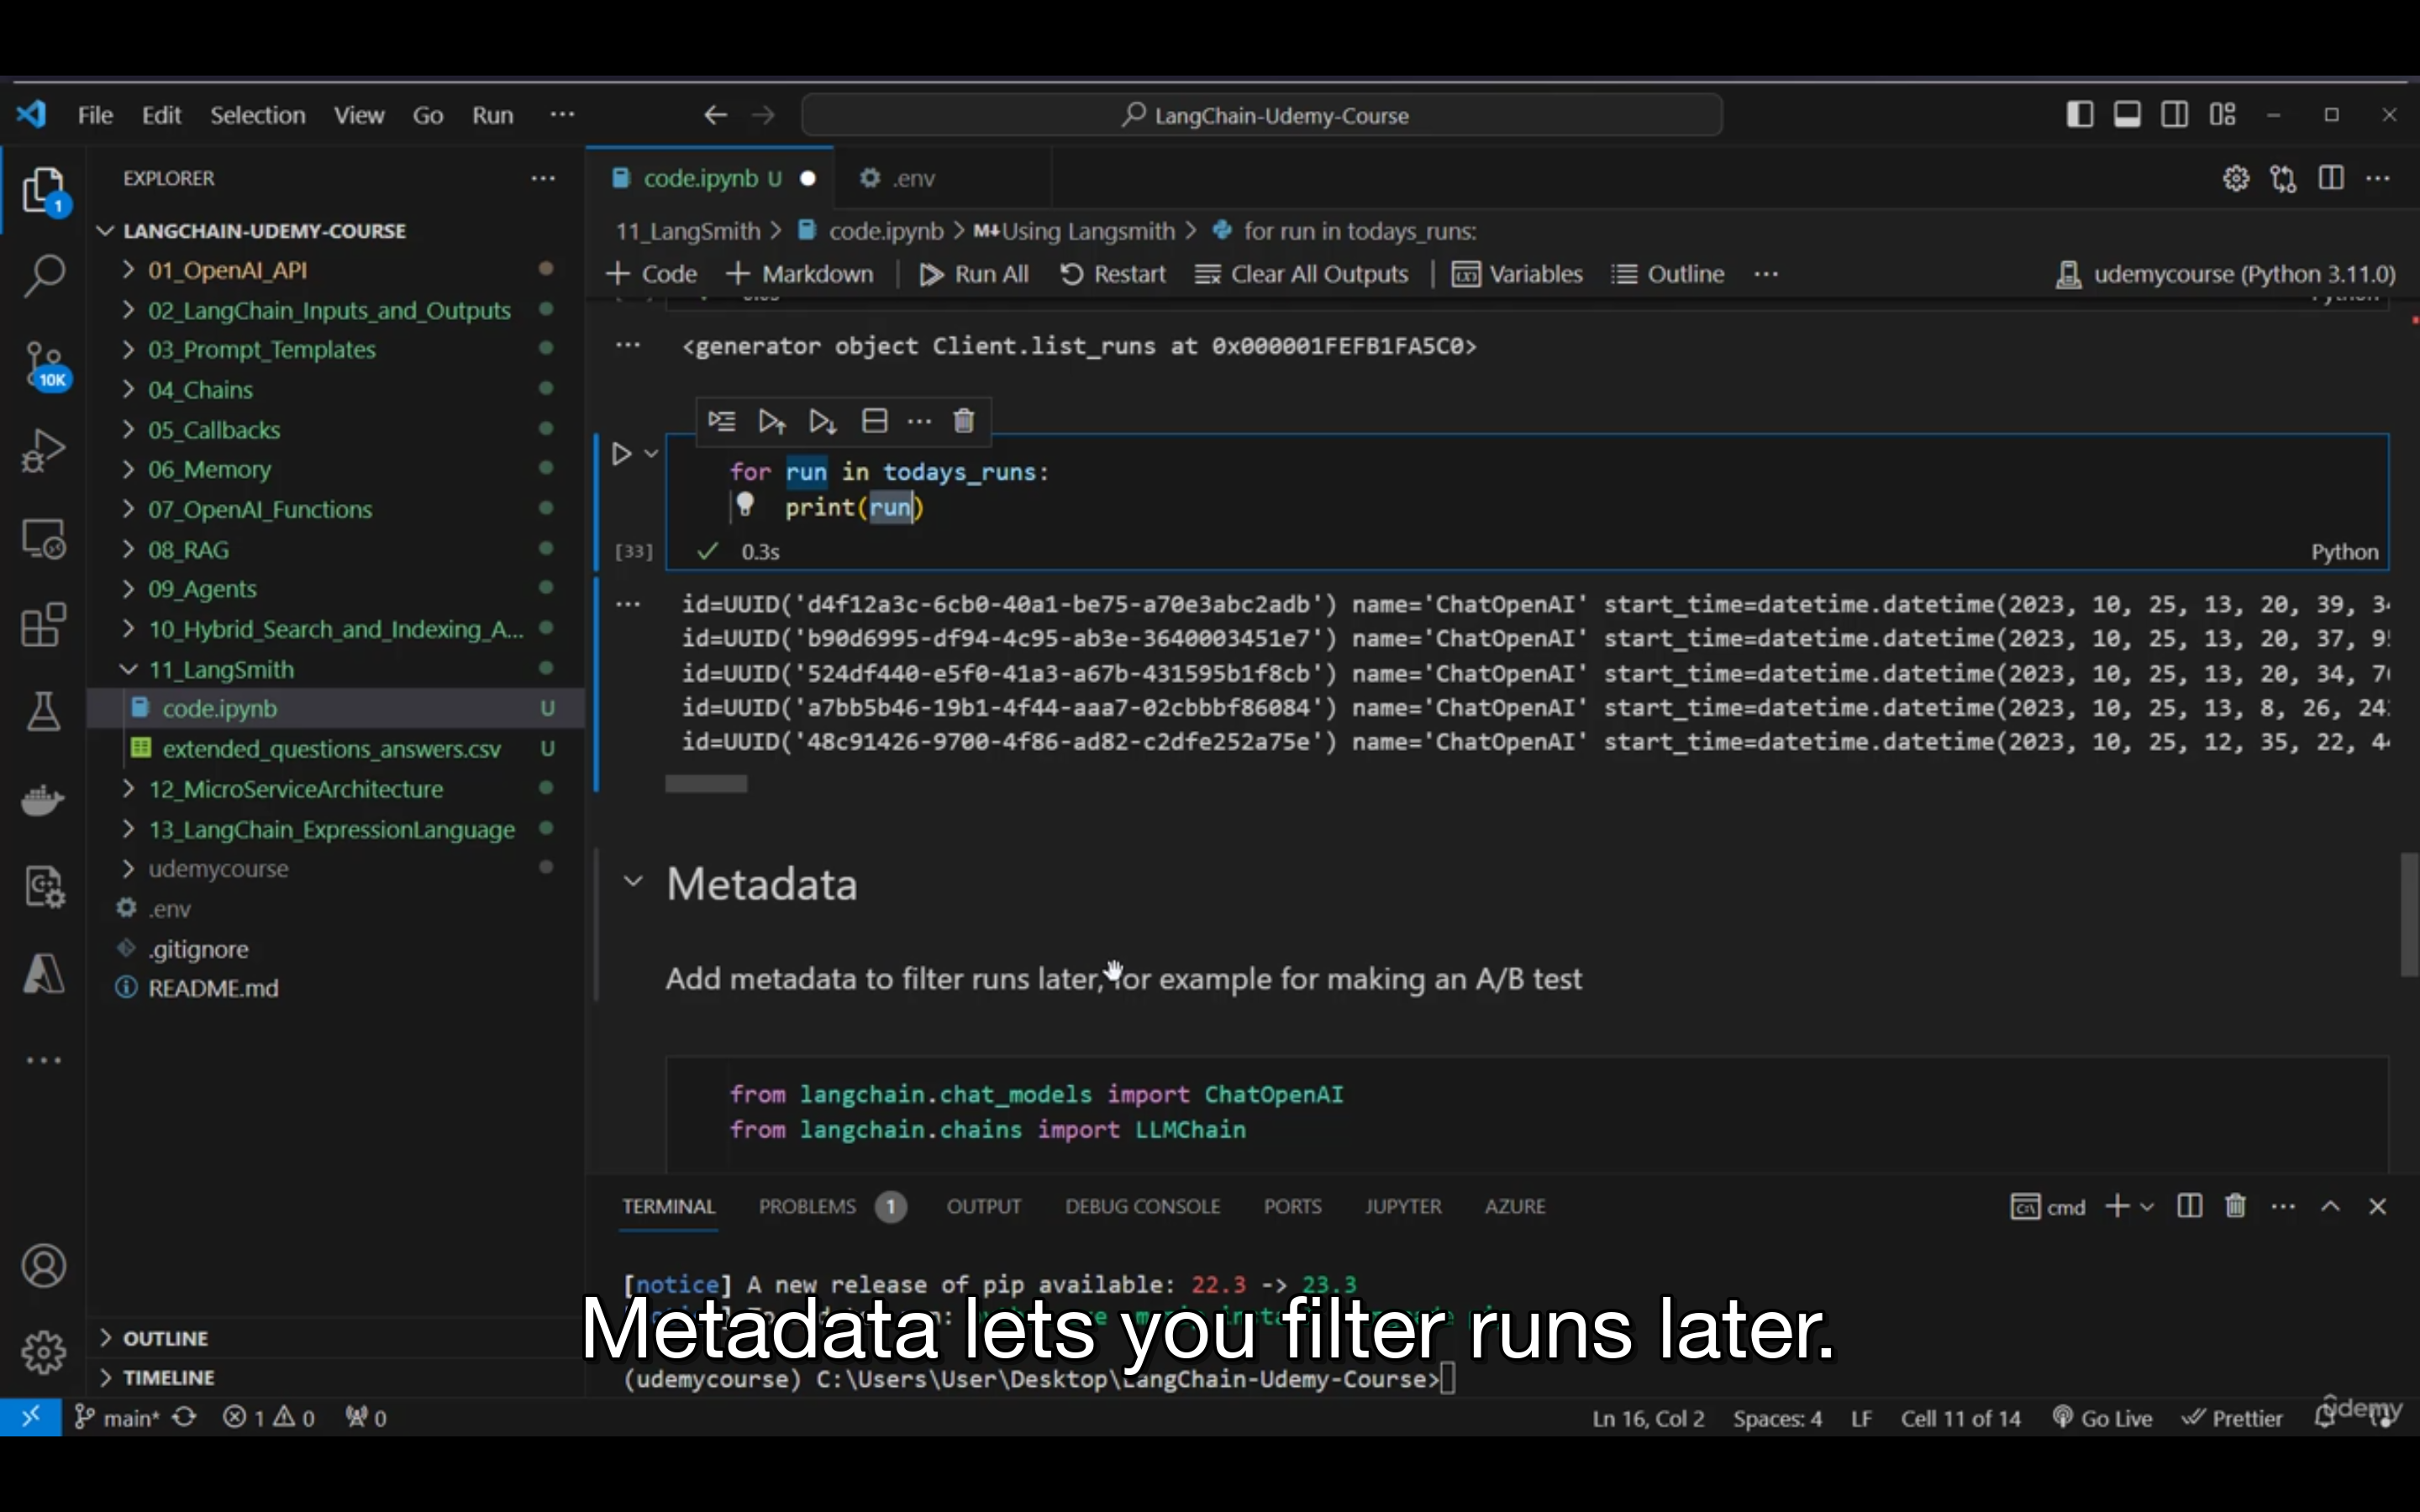 File Edit Selection View Go Run ...
LangChain-Udemy-Course
EXPLORER
1
10K
LANGCHAIN-UDEMY-COURSE
01_OpenAI_API
02_LangChain_Inputs_and_Outputs
03_Prompt_Templates
04_Chains
05_Callbacks
06_Memory
07_OpenAI_Functions
08_RAG
09_Agents
10_Hybrid_Search_and_Indexing_A...
11_LangSmith
code.ipynb U
extended_questions_answers.csv U
12_MicroServiceArchitecture
13_LangChain_ExpressionLanguage
udemycourse
.env
.gitignore
README.md
OUTLINE
TIMELINE
code.ipynb U .env
11_LangSmith > code.ipynb > M↓Using Langsmith > for run in todays_runs:
+ Code + Markdown | Run All Restart Clear All Outputs | Variables Outline ... udemycourse (Python 3.11.0)
<generator object Client.list_runs at 0x000001FEFB1FA5C0>
for run in todays_runs:
print(run)
[33] 0.3s Python
id=UUID('d4f12a3c-6cb0-40a1-be75-a70e3abc2adb') name='ChatOpenAI' start_time=datetime.datetime(2023, 10, 25, 13, 20, 39, 34
id=UUID('b90d6995-df94-4c95-ab3e-3640003451e7') name='ChatOpenAI' start_time=datetime.datetime(2023, 10, 25, 13, 20, 37, 95
id=UUID('524df440-e5f0-41a3-a67b-431595b1f8cb') name='ChatOpenAI' start_time=datetime.datetime(2023, 10, 25, 13, 20, 34, 76
id=UUID('a7bb5b46-19b1-4f44-aaa7-02cbbbf86084') name='ChatOpenAI' start_time=datetime.datetime(2023, 10, 25, 13, 8, 26, 24
id=UUID('48c91426-9700-4f86-ad82-c2dfe252a75e') name='ChatOpenAI' start_time=datetime.datetime(2023, 10, 25, 12, 35, 22, 44
Metadata
Add metadata to filter runs later, for example for making an A/B test
from langchain.chat_models import ChatOpenAI
from langchain.chains import LLMChain
TERMINAL PROBLEMS 1 OUTPUT DEBUG CONSOLE PORTS JUPYTER AZURE
cmd
[notice] A new release of pip available: 22.3 -> 23.3
Metadata lets you filter runs later.
(udemycourse) C:\Users\User\Desktop\LangChain-Udemy-Course>
main* 1 0 0
Ln 16, Col 2 Spaces: 4 LF Cell 11 of 14 Go Live Prettier
udemy